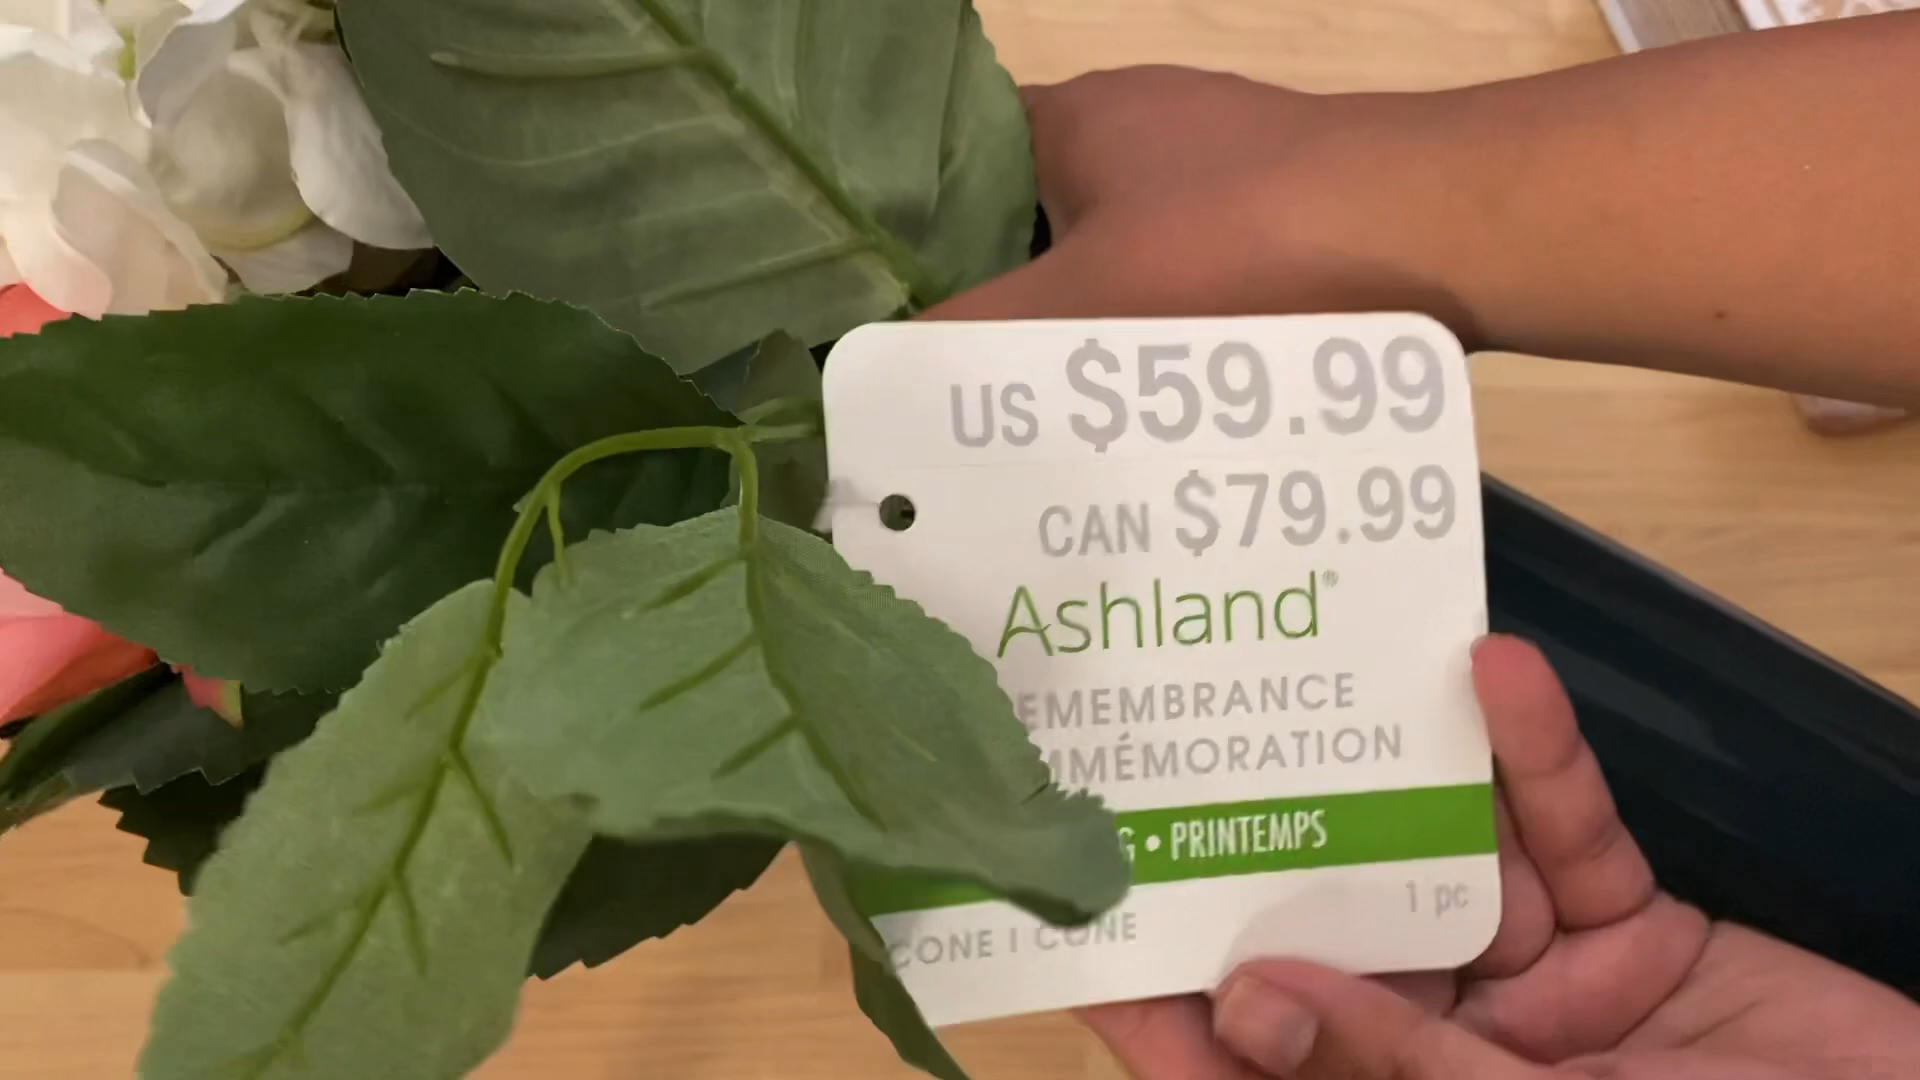 US $59.99
CAN $79.99
Ashland®
EMEMBRANCE
MMÉMORATION
G • PRINTEMPS
1 pc
CONE | CONE